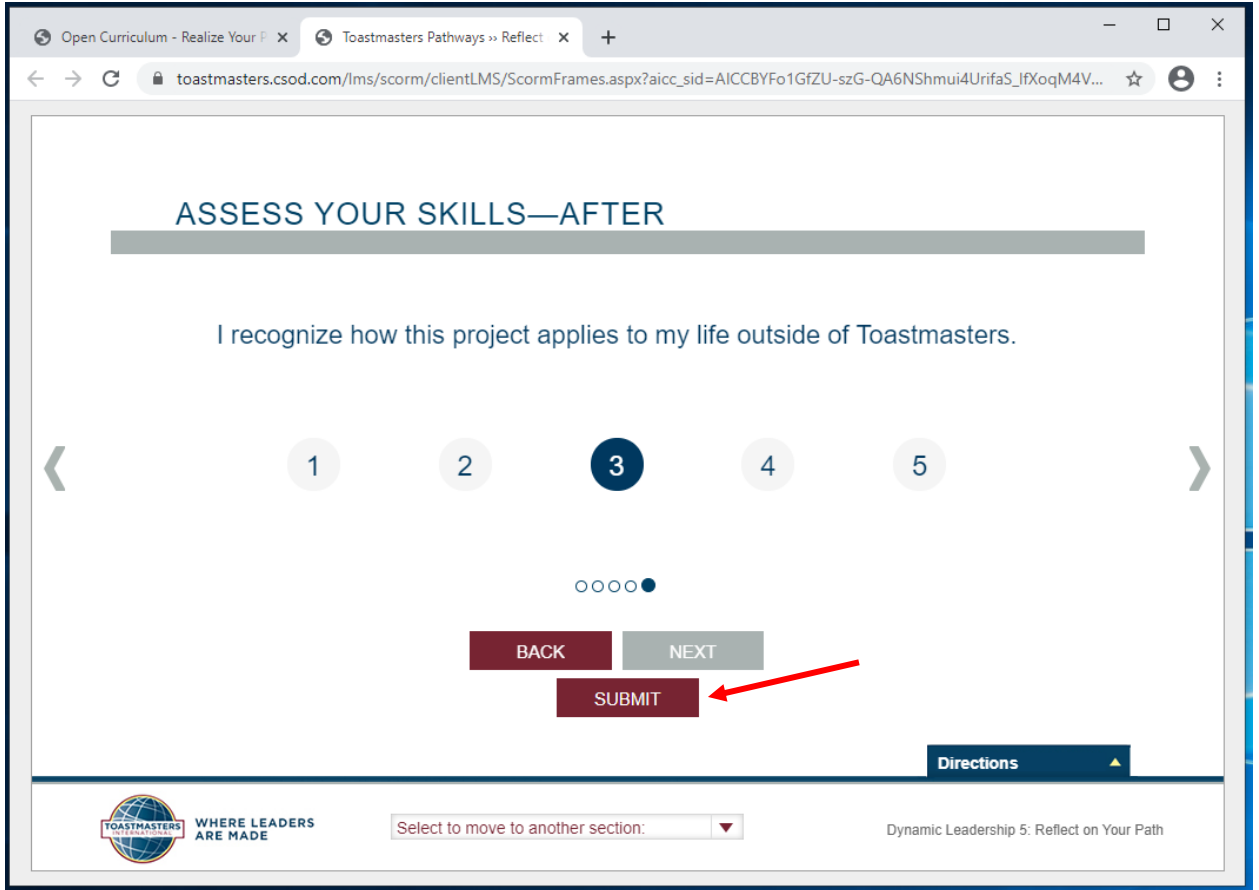 Open Curriculum - Realize Your P
Toastmasters Pathways ›› Reflect
toastmasters.csod.com/lms/scorm/clientLMS/ScormFrames.aspx?aicc_sid=AICCBYFo1GfZU-szG-QA6NShmui4UrifaS_lfXoqM4V...
ASSESS YOUR SKILLS—AFTER
I recognize how this project applies to my life outside of Toastmasters.
1 2 3 4 5
BACK NEXT
SUBMIT
Directions
TOASTMASTERS
INTERNATIONAL
WHERE LEADERS
ARE MADE
Select to move to another section:
Dynamic Leadership 5: Reflect on Your Path